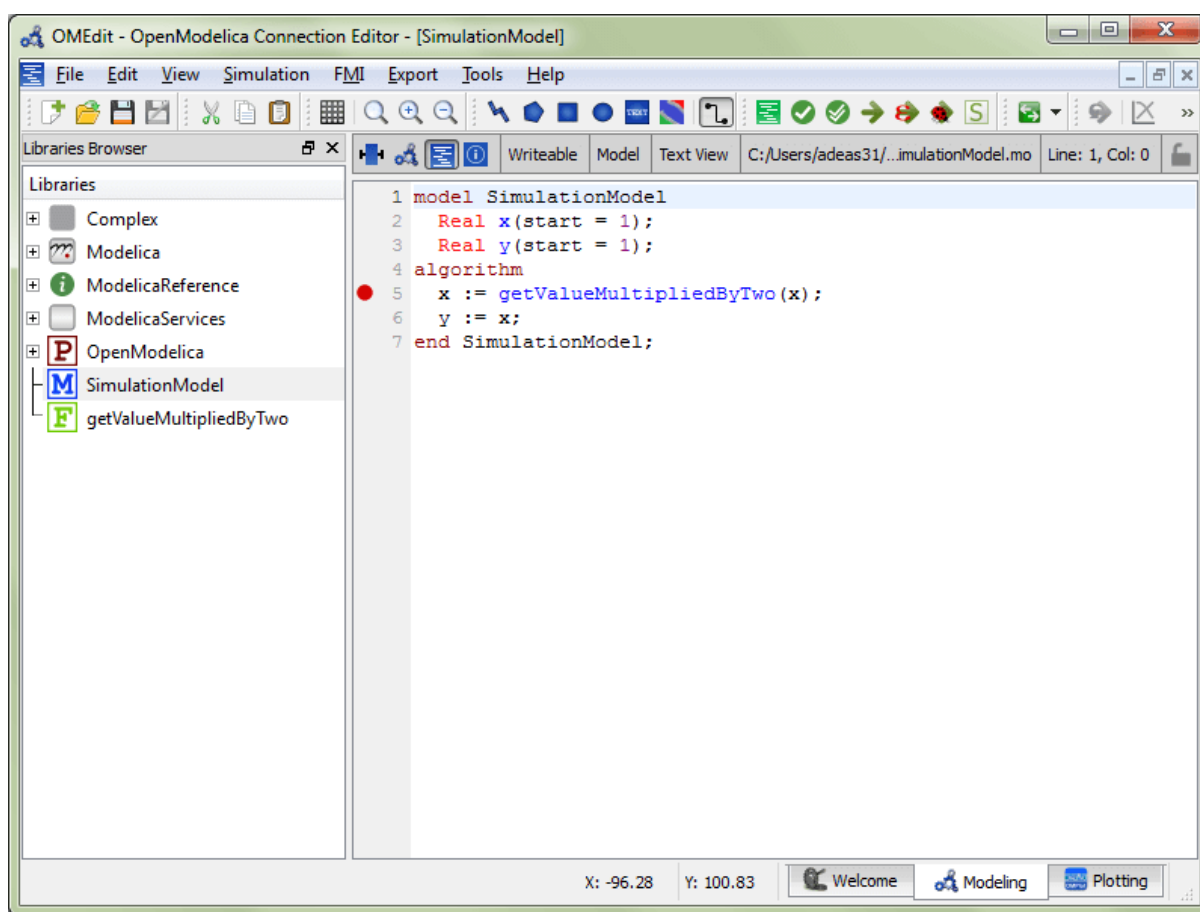 OMEdit - OpenModelica Connection Editor - [SimulationModel]
File Edit View Simulation FMI Export Tools Help
TEXT S »
Libraries Browser
Writeable Model Text View C:/Users/adeas31/...imulationModel.mo Line: 1, Col: 0
Libraries
Complex
Modelica
ModelicaReference
ModelicaServices
P OpenModelica
M SimulationModel
F getValueMultipliedByTwo
1 model SimulationModel
2 Real x(start = 1);
3 Real y(start = 1);
4 algorithm
5 x := getValueMultipliedByTwo(x);
6 y := x;
7 end SimulationModel;
X: -96.28 Y: 100.83 Welcome Modeling Plotting